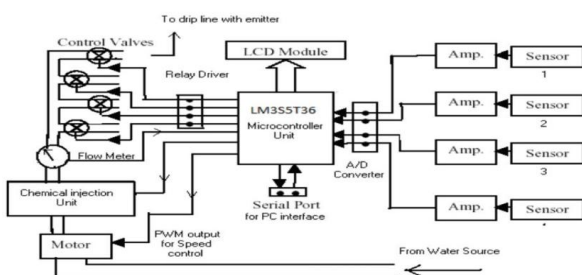 To drip line with emitter
Control Valves
LCD Module
Relay Driver
Amp.
Sensor
1
LM3S5T36
Microcontroller
Unit
Amp.
Sensor
2
Flow Meter
A/D
Converter
Amp.
Sensor
3
Chemical injection
Unit
Serial Port
for PC interface
Amp.
Sensor
Motor
PWM output
for Speed
control
From Water Source